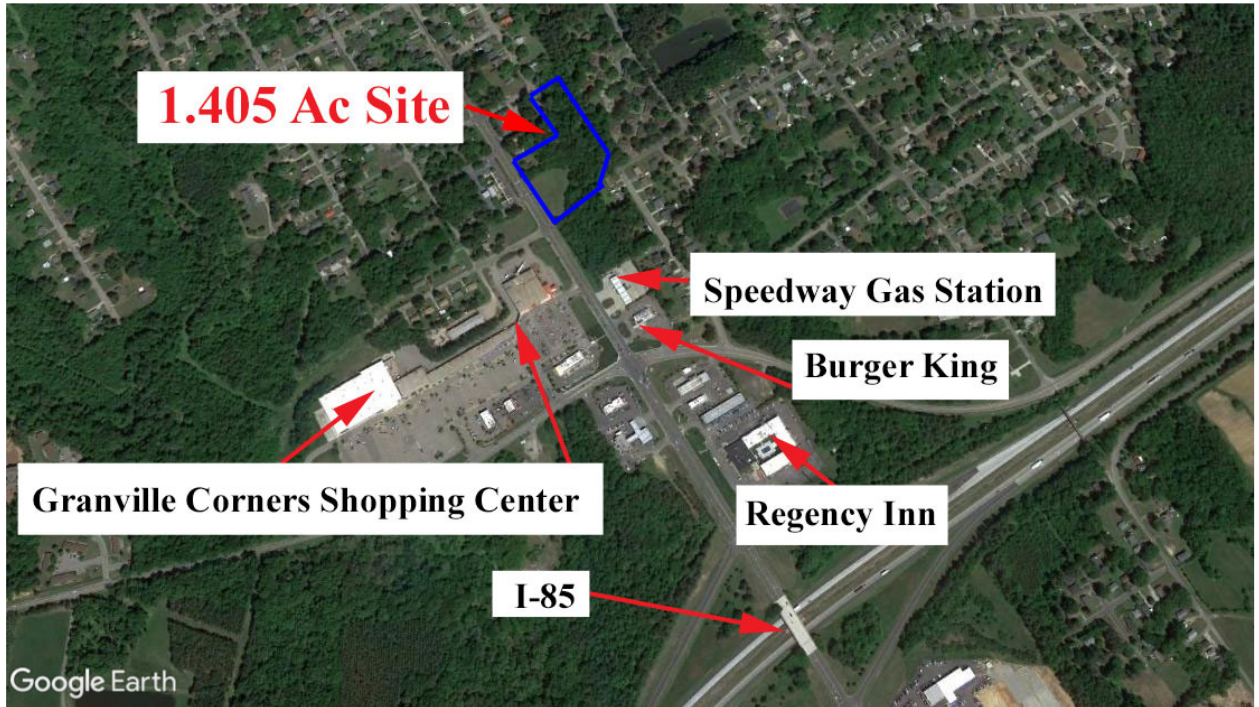 1.405 Ac Site
Speedway Gas Station
Burger King
Granville Corners Shopping Center
Regency Inn
I-85
Google Earth